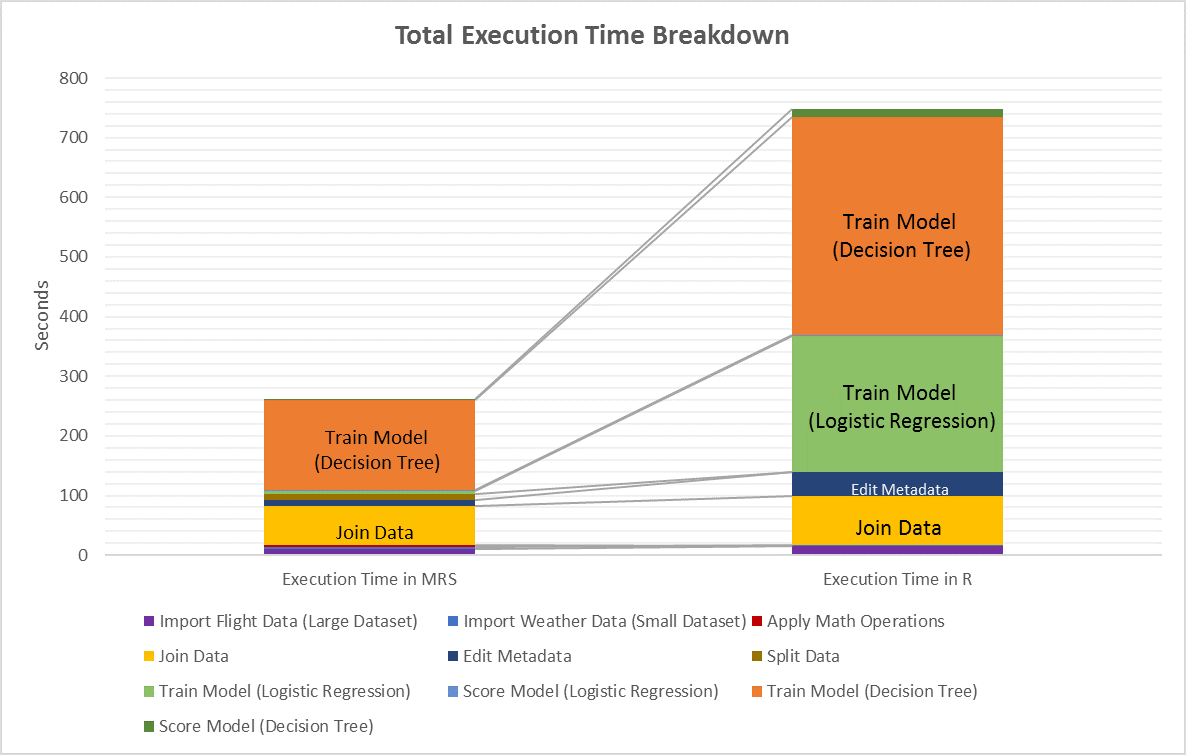 Total Execution Time Breakdown
800
700
600
500
400
300
200
100
0
Seconds
Train Model
(Decision Tree)
Join Data
Train Model
(Decision Tree)
Train Model
(Logistic Regression)
Edit Metadata
Join Data
Execution Time in MRS
Execution Time in R
Import Flight Data (Large Dataset)
Import Weather Data (Small Dataset)
Apply Math Operations
Join Data
Edit Metadata
Split Data
Train Model (Logistic Regression)
Score Model (Logistic Regression)
Train Model (Decision Tree)
Score Model (Decision Tree)